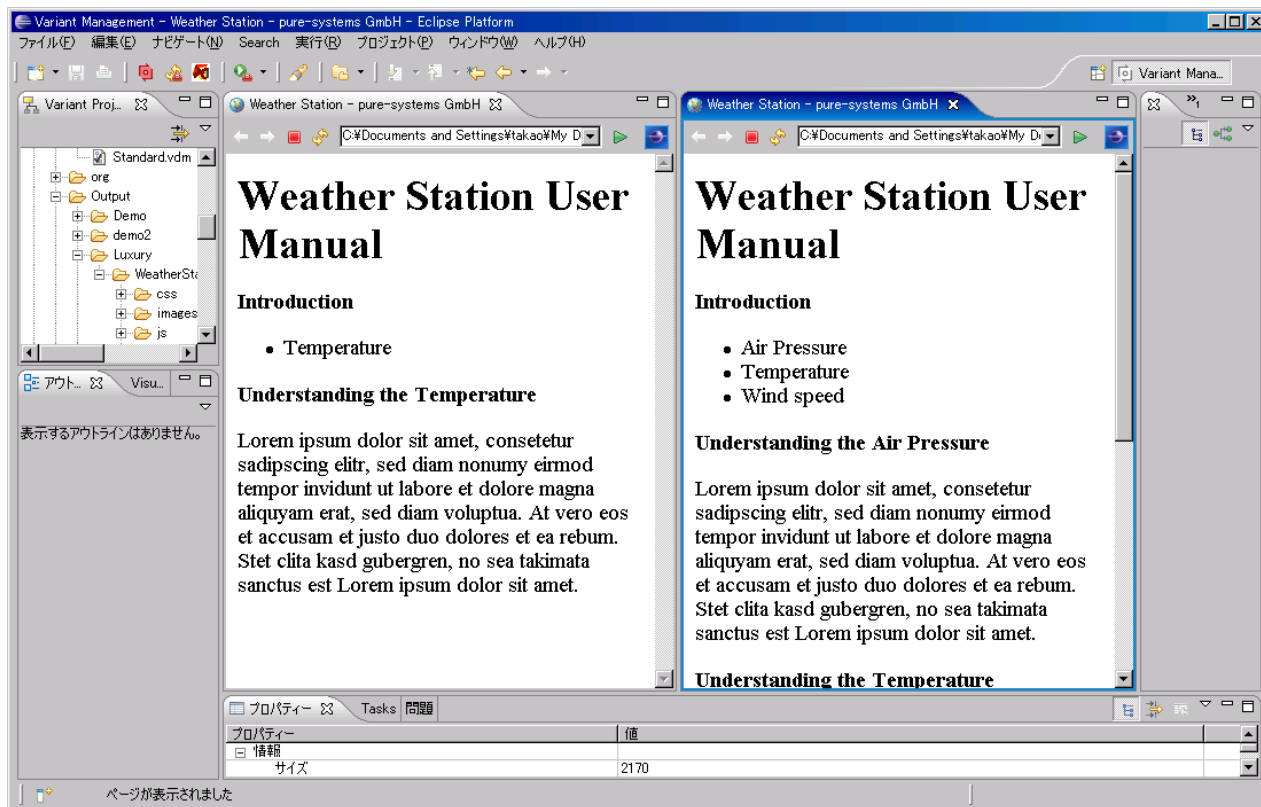 Variant Management - Weather Station - pure-systems GmbH - Eclipse Platform
ファイル(F) 編集(E) ナビゲート(N) Search 実行(R) プロジェクト(P) ウィンドウ(W) ヘルプ(H)
Variant Mana...
Variant Proj...
Standard.vdm
org
Output
Demo
demo2
Luxury
WeatherSta
css
images
js
アウト...
Visu...
表示するアウトラインはありません。
Weather Station - pure-systems GmbH
C:¥Documents and Settings¥takao¥My D
Weather Station User
Manual
Introduction
• Temperature
Understanding the Temperature
Lorem ipsum dolor sit amet, consetetur
sadipscing elitr, sed diam nonumy eirmod
tempor invidunt ut labore et dolore magna
aliquyam erat, sed diam voluptua. At vero eos
et accusam et justo duo dolores et ea rebum.
Stet clita kasd gubergren, no sea takimata
sanctus est Lorem ipsum dolor sit amet.
Weather Station - pure-systems GmbH
C:¥Documents and Settings¥takao¥My D
Weather Station User
Manual
Introduction
• Air Pressure
• Temperature
• Wind speed
Understanding the Air Pressure
Lorem ipsum dolor sit amet, consetetur
sadipscing elitr, sed diam nonumy eirmod
tempor invidunt ut labore et dolore magna
aliquyam erat, sed diam voluptua. At vero eos
et accusam et justo duo dolores et ea rebum.
Stet clita kasd gubergren, no sea takimata
sanctus est Lorem ipsum dolor sit amet.
Understanding the Temperature
»1
プロパティー Tasks 問題
プロパティー 値
情報
サイズ 2170
ページが表示されました